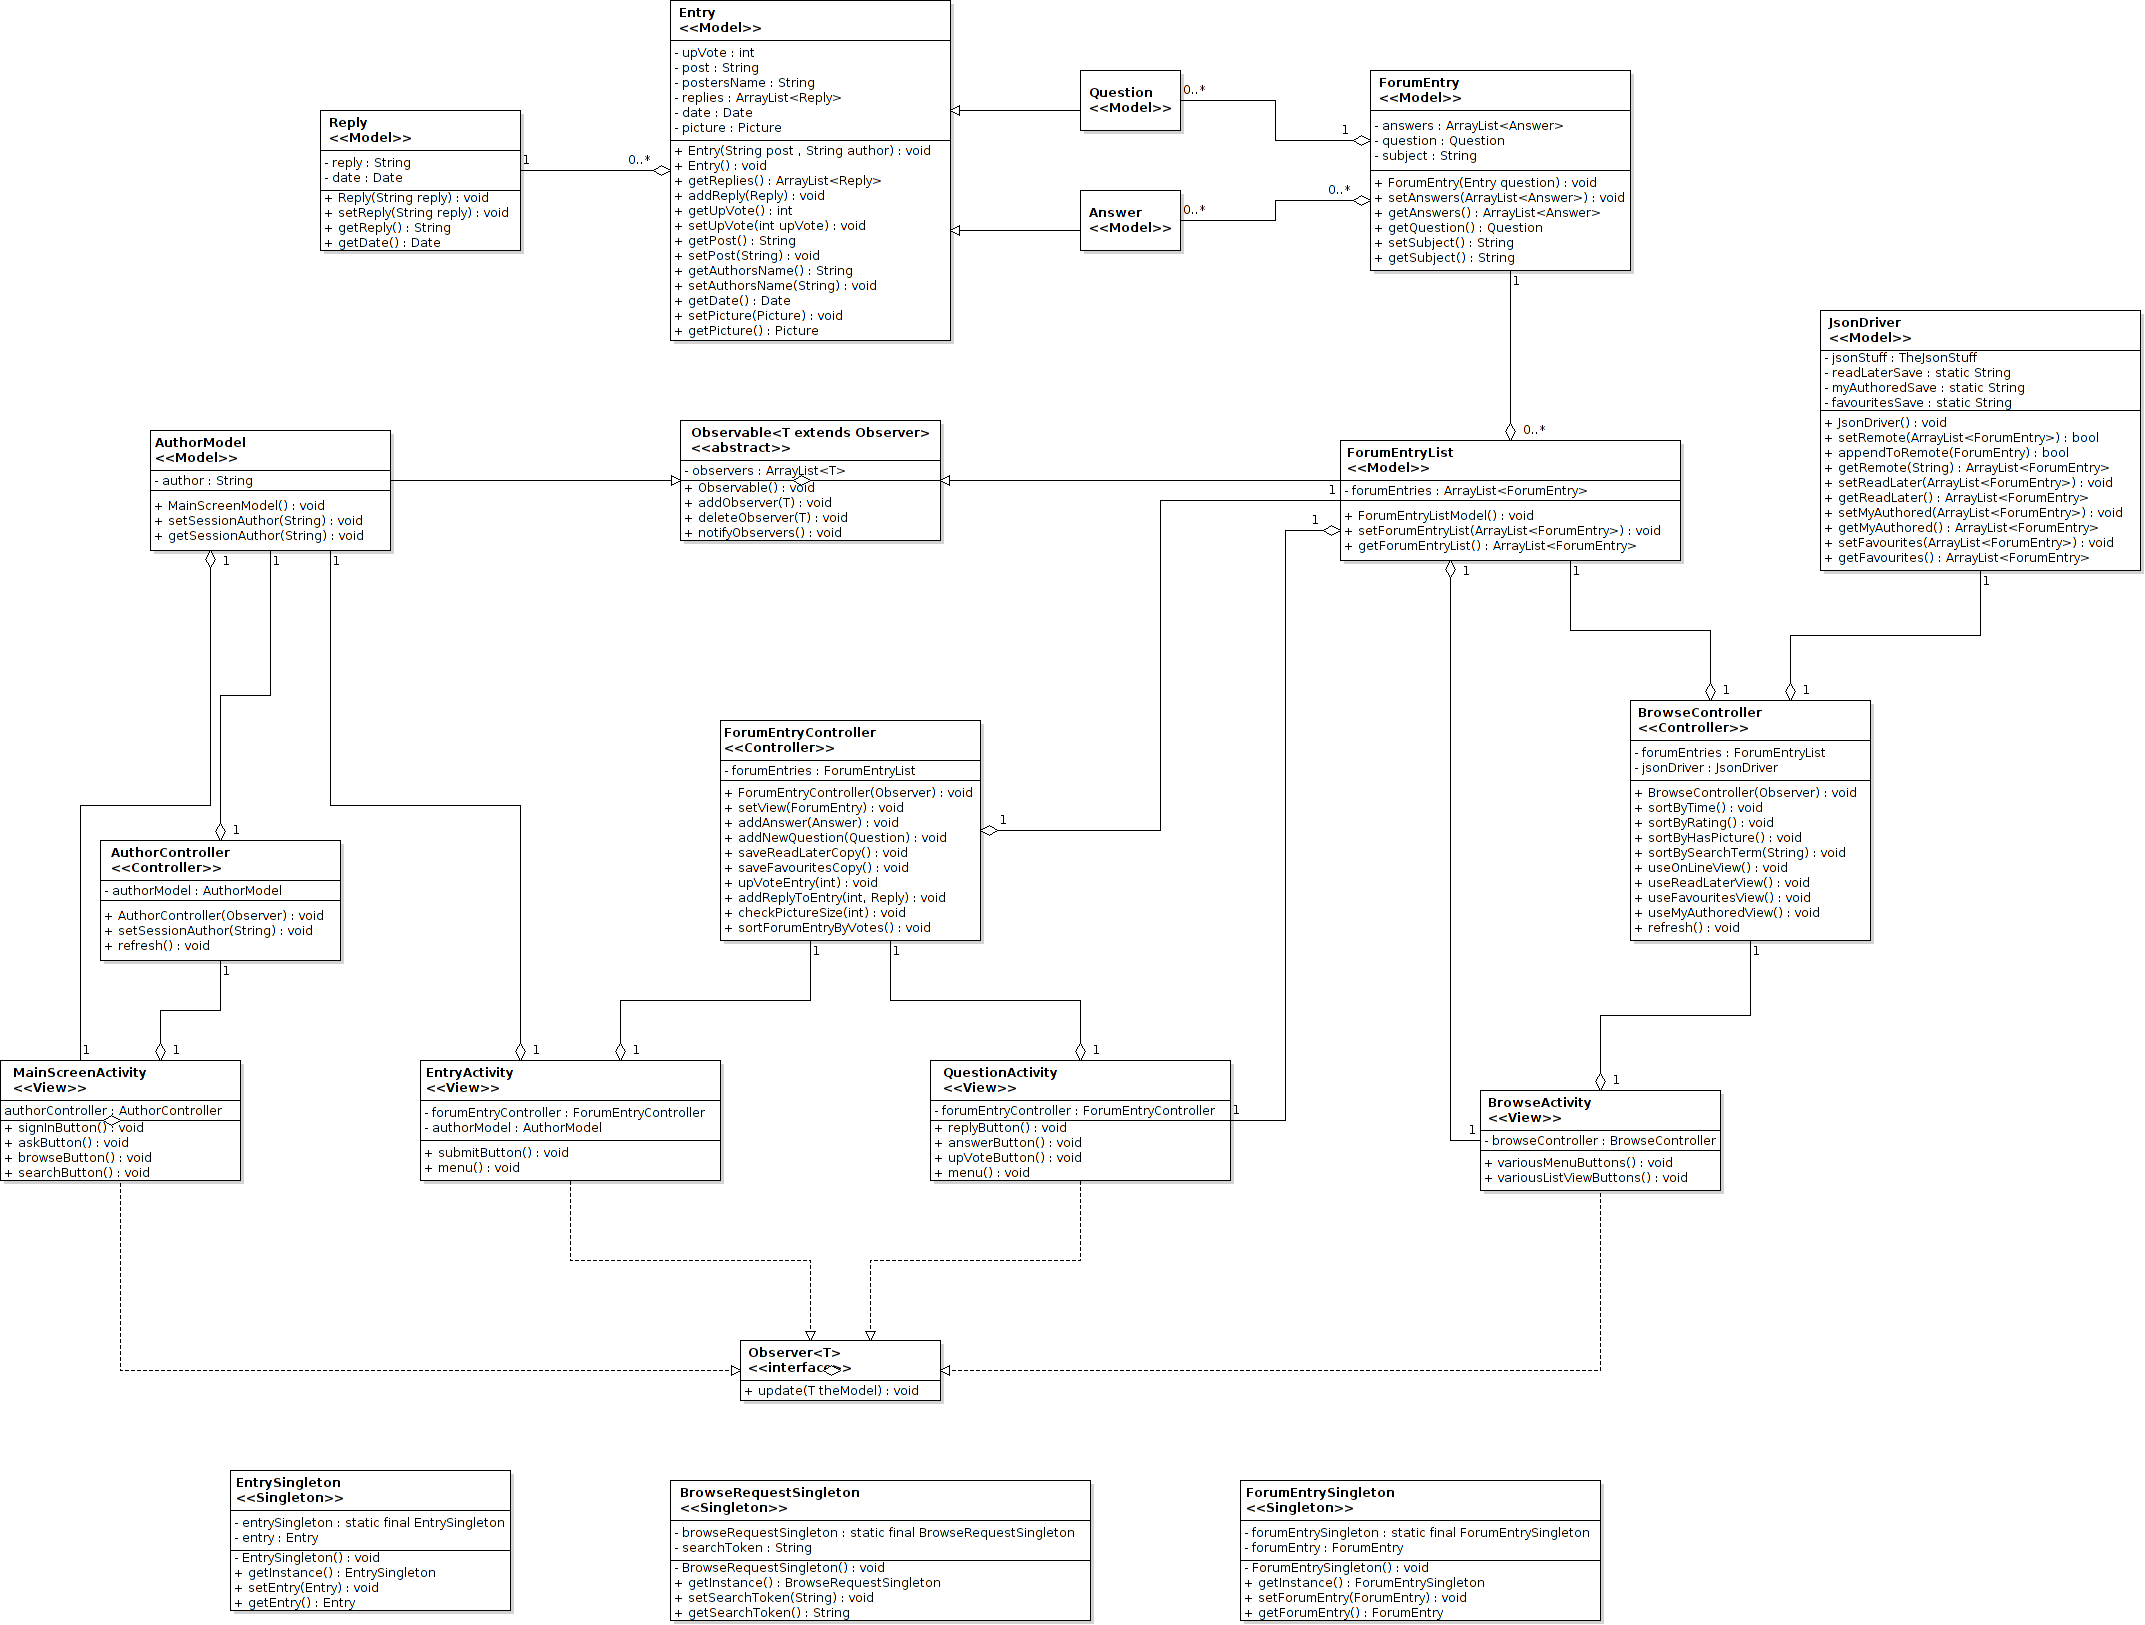 Entry
<<Model>>
- upVote : int
- post : String
- postersName : String
- replies : ArrayList<Reply>
- date : Date
- picture : Picture
+ Entry(String post , String author) : void
+ Entry() : void
+ getReplies() : ArrayList<Reply>
+ addReply(Reply) : void
+ getUpVote() : int
+ setUpVote(int upVote) : void
+ getPost() : String
+ setPost(String) : void
+ getAuthorsName() : String
+ setAuthorsName(String) : void
+ getDate() : Date
+ setPicture(Picture) : void
+ getPicture() : Picture
Question
<<Model>>
0..*
1
ForumEntry
<<Model>>
- answers : ArrayList<Answer>
- question : Question
- subject : String
+ ForumEntry(Entry question) : void
+ setAnswers(ArrayList<Answer>) : void
+ getAnswers() : ArrayList<Answer>
+ getQuestion() : Question
+ setSubject() : String
+ getSubject() : String
1
Reply
<<Model>>
- reply : String
- date : Date
+ Reply(String reply) : void
+ setReply(String reply) : void
+ getReply() : String
+ getDate() : Date
1
0..*
Answer
<<Model>>
0..*
0..*
JsonDriver
<<Model>>
- jsonStuff : TheJsonStuff
- readLaterSave : static String
- myAuthoredSave : static String
- favouritesSave : static String
+ JsonDriver() : void
+ setRemote(ArrayList<ForumEntry>) : bool
+ appendToRemote(ForumEntry) : bool
+ getRemote(String) : ArrayList<ForumEntry>
+ setReadLater(ArrayList<ForumEntry>) : void
+ getReadLater() : ArrayList<ForumEntry>
+ setMyAuthored(ArrayList<ForumEntry>) : void
+ getMyAuthored() : ArrayList<ForumEntry>
+ setFavourites(ArrayList<ForumEntry>) : void
+ getFavourites() : ArrayList<ForumEntry>
1
AuthorModel
<<Model>>
- author : String
+ MainScreenModel() : void
+ setSessionAuthor(String) : void
+ getSessionAuthor(String) : void
1
1
1
Observable<T extends Observer>
<<abstract>>
- observers : ArrayList<T>
+ Observable() : void
+ addObserver(T) : void
+ deleteObserver(T) : void
+ notifyObservers() : void
0..*
ForumEntryList
<<Model>>
- forumEntries : ArrayList<ForumEntry>
+ ForumEntryListModel() : void
+ setForumEntryList(ArrayList<ForumEntry>) : void
+ getForumEntryList() : ArrayList<ForumEntry>
1
1
1
1
ForumEntryController
<<Controller>>
- forumEntries : ForumEntryList
+ ForumEntryController(Observer) : void
+ setView(ForumEntry) : void
+ addAnswer(Answer) : void
+ addNewQuestion(Question) : void
+ saveReadLaterCopy() : void
+ saveFavouritesCopy() : void
+ upVoteEntry(int) : void
+ addReplyToEntry(int, Reply) : void
+ checkPictureSize(int) : void
+ sortForumEntryByVotes() : void
1
1
1
1
1
BrowseController
<<Controller>>
- forumEntries : ForumEntryList
- jsonDriver : JsonDriver
+ BrowseController(Observer) : void
+ sortByTime() : void
+ sortByRating() : void
+ sortByHasPicture() : void
+ sortBySearchTerm(String) : void
+ useOnLineView() : void
+ useReadLaterView() : void
+ useFavouritesView() : void
+ useMyAuthoredView() : void
+ refresh() : void
1
1
AuthorController
<<Controller>>
- authorModel : AuthorModel
+ AuthorController(Observer) : void
+ setSessionAuthor(String) : void
+ refresh() : void
1
1
1
MainScreenActivity
<<View>>
authorController : AuthorController
+ signInButton() : void
+ askButton() : void
+ browseButton() : void
+ searchButton() : void
1
1
EntryActivity
<<View>>
- forumEntryController : ForumEntryController
- authorModel : AuthorModel
+ submitButton() : void
+ menu() : void
1
QuestionActivity
<<View>>
- forumEntryController : ForumEntryController
+ replyButton() : void
+ answerButton() : void
+ upVoteButton() : void
+ menu() : void
1
1
1
BrowseActivity
<<View>>
- browseController : BrowseController
+ variousMenuButtons() : void
+ variousListViewButtons() : void
Observer<T>
<<interface>>
+ update(T theModel) : void
EntrySingleton
<<Singleton>>
- entrySingleton : static final EntrySingleton
- entry : Entry
- EntrySingleton() : void
+ getInstance() : EntrySingleton
+ setEntry(Entry) : void
+ getEntry() : Entry
BrowseRequestSingleton
<<Singleton>>
- browseRequestSingleton : static final BrowseRequestSingleton
- searchToken : String
- BrowseRequestSingleton() : void
+ getInstance() : BrowseRequestSingleton
+ setSearchToken(String) : void
+ getSearchToken() : String
ForumEntrySingleton
<<Singleton>>
- forumEntrySingleton : static final ForumEntrySingleton
- forumEntry : ForumEntry
- ForumEntrySingleton() : void
+ getInstance() : ForumEntrySingleton
+ setForumEntry(ForumEntry) : void
+ getForumEntry() : ForumEntry